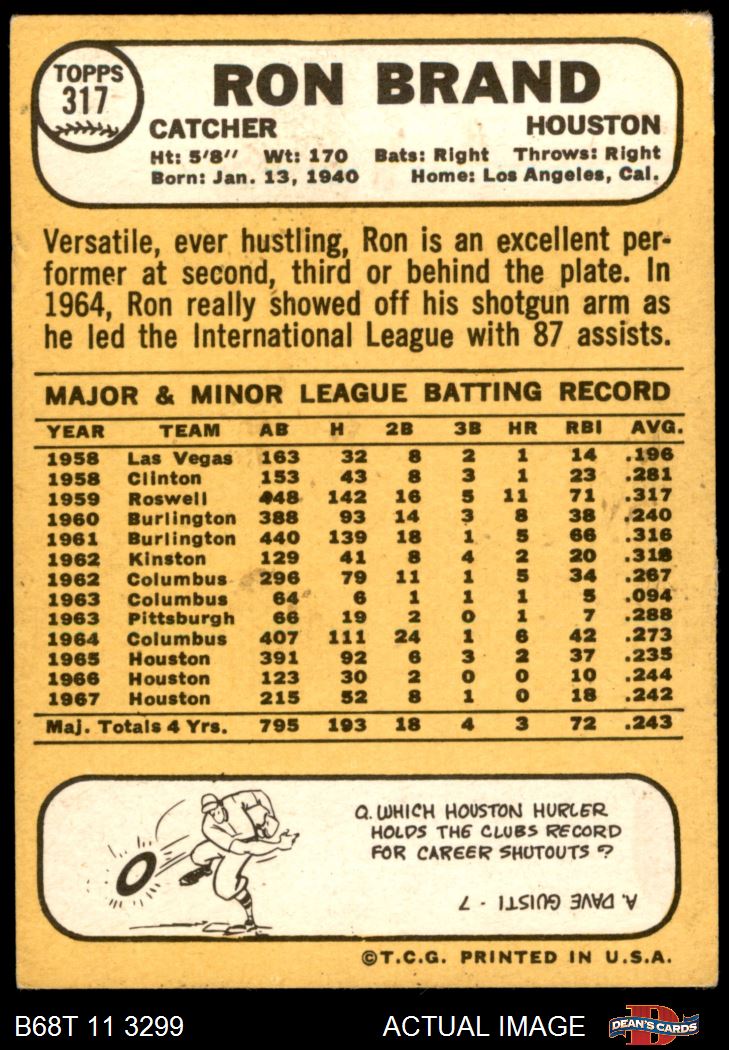 TOPPS
317
RON BRAND
CATCHER HOUSTON
Ht: 5'8" Wt: 170 Bats: Right Throws: Right
Born: Jan. 13, 1940 Home: Los Angeles, Cal.
Versatile, ever hustling, Ron is an excellent per-
former at second, third or behind the plate. In
1964, Ron really showed off his shotgun arm as
he led the International League with 87 assists.
MAJOR & MINOR LEAGUE BATTING RECORD
YEAR TEAM AB H 2B 3B HR RBI AVG.
1958 Las Vegas 163 32 8 2 1 14 .196
1958 Clinton 153 43 8 3 1 23 .281
1959 Roswell 448 142 16 5 11 71 .317
1960 Burlington 388 93 14 3 8 38 .240
1961 Burlington 440 139 18 1 5 66 .316
1962 Kinston 129 41 8 4 2 20 .318
1962 Columbus 296 79 11 1 5 34 .267
1963 Columbus 64 6 1 1 1 5 .094
1963 Pittsburgh 66 19 2 0 1 7 .288
1964 Columbus 407 111 24 1 6 42 .273
1965 Houston 391 92 6 3 2 37 .235
1966 Houston 123 30 2 0 0 10 .244
1967 Houston 215 52 8 1 0 18 .242
Maj. Totals 4 Yrs. 795 193 18 4 3 72 .243
Q. WHICH HOUSTON HURLER
HOLDS THE CLUBS RECORD
FOR CAREER SHUTOUTS ?
A. DAVE GUISTI - 7
©T.C.G. PRINTED IN U.S.A.
B68T 11 3299 ACTUAL IMAGE DEAN'S CARDS